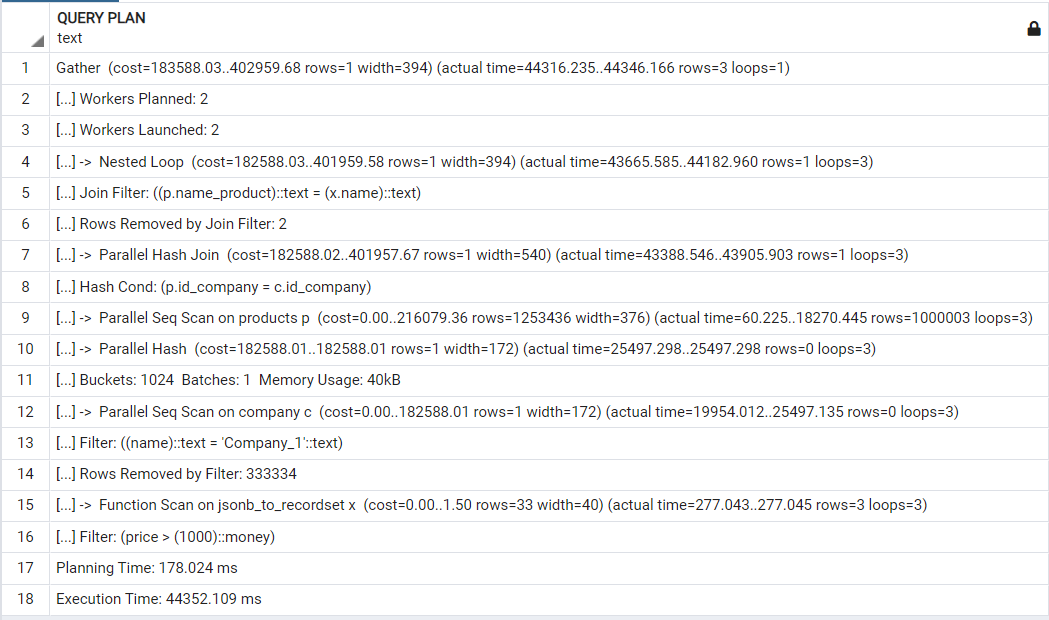 QUERY PLAN
text
1 Gather (cost=183588.03..402959.68 rows=1 width=394) (actual time=44316.235..44346.166 rows=3 loops=1)
2 [...] Workers Planned: 2
3 [...] Workers Launched: 2
4 [...] -> Nested Loop (cost=182588.03..401959.58 rows=1 width=394) (actual time=43665.585..44182.960 rows=1 loops=3)
5 [...] Join Filter: ((p.name_product)::text = (x.name)::text)
6 [...] Rows Removed by Join Filter: 2
7 [...] -> Parallel Hash Join (cost=182588.02..401957.67 rows=1 width=540) (actual time=43388.546..43905.903 rows=1 loops=3)
8 [...] Hash Cond: (p.id_company = c.id_company)
9 [...] -> Parallel Seq Scan on products p (cost=0.00..216079.36 rows=1253436 width=376) (actual time=60.225..18270.445 rows=1000003 loops=3)
10 [...] -> Parallel Hash (cost=182588.01..182588.01 rows=1 width=172) (actual time=25497.298..25497.298 rows=0 loops=3)
11 [...] Buckets: 1024 Batches: 1 Memory Usage: 40kB
12 [...] -> Parallel Seq Scan on company c (cost=0.00..182588.01 rows=1 width=172) (actual time=19954.012..25497.135 rows=0 loops=3)
13 [...] Filter: ((name)::text = 'Company_1'::text)
14 [...] Rows Removed by Filter: 333334
15 [...] -> Function Scan on jsonb_to_recordset x (cost=0.00..1.50 rows=33 width=40) (actual time=277.043..277.045 rows=3 loops=3)
16 [...] Filter: (price > (1000)::money)
17 Planning Time: 178.024 ms
18 Execution Time: 44352.109 ms